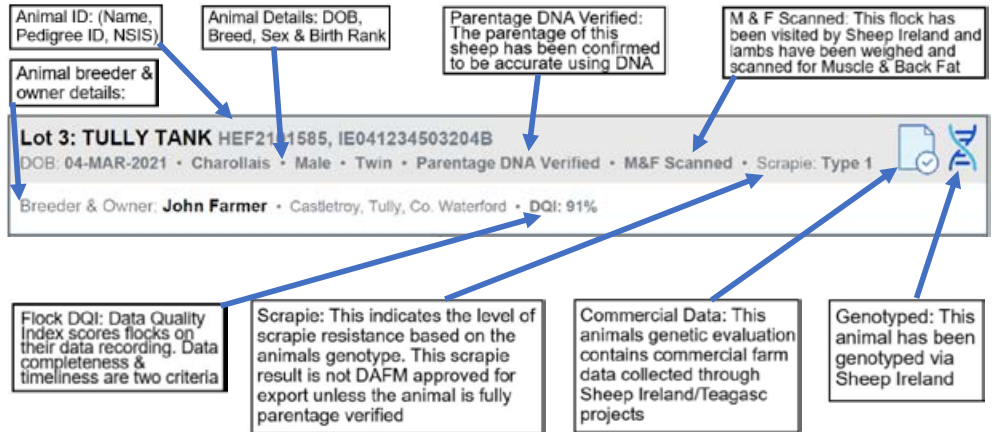 Animal ID: (Name,
Pedigree ID, NSIS)
Animal Details: DOB,
Breed, Sex & Birth Rank
Parentage DNA Verified:
The parentage of this
sheep has been confirmed
to be accurate using DNA
M & F Scanned: This flock has
been visited by Sheep Ireland and
lambs have been weighed and
scanned for Muscle & Back Fat
Animal breeder &
owner details:
Lot 3: TULLY TANK HEF2101585, IE041234503204B
DOB: 04-MAR-2021 • Charollais • Male • Twin • Parentage DNA Verified • M&F Scanned • Scrapie: Type 1
Breeder & Owner: John Farmer • Castletroy, Tully, Co. Waterford • DQI: 91%
Flock DQI: Data Quality
Index scores flocks on
their data recording. Data
completeness &
timeliness are two criteria
Scrapie: This indicates the level of
scrapie resistance based on the
animals genotype. This scrapie
result is not DAFM approved for
export unless the animal is fully
parentage verified
Commercial Data: This
animals genetic evaluation
contains commercial farm
data collected through
Sheep Ireland/Teagasc
projects
Genotyped: This
animal has been
genotyped via
Sheep Ireland